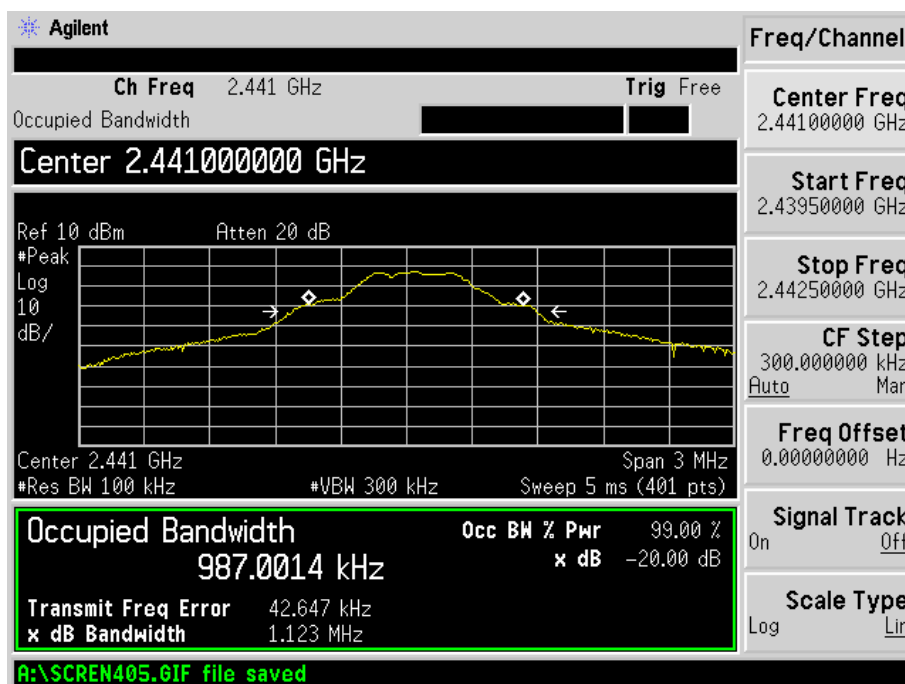 Agilent
Freq/Channel
Ch Freq 2.441 GHz Trig Free
Occupied Bandwidth
Center 2.441000000 GHz
Ref 10 dBm Atten 20 dB
#Peak
Log
10
dB/
Center 2.441 GHz Span 3 MHz
#Res BW 100 kHz #VBW 300 kHz Sweep 5 ms (401 pts)
Occupied Bandwidth
987.0014 kHz
Occ BW % Pwr 99.00 %
x dB -20.00 dB
Transmit Freq Error 42.647 kHz
x dB Bandwidth 1.123 MHz
A:\SCREN405.GIF file saved
Center Freq
2.44100000 GHz
Start Freq
2.43950000 GHz
Stop Freq
2.44250000 GHz
CF Step
300.000000 kHz
Auto Man
Freq Offset
0.00000000 Hz
Signal Track
On Off
Scale Type
Log Lin